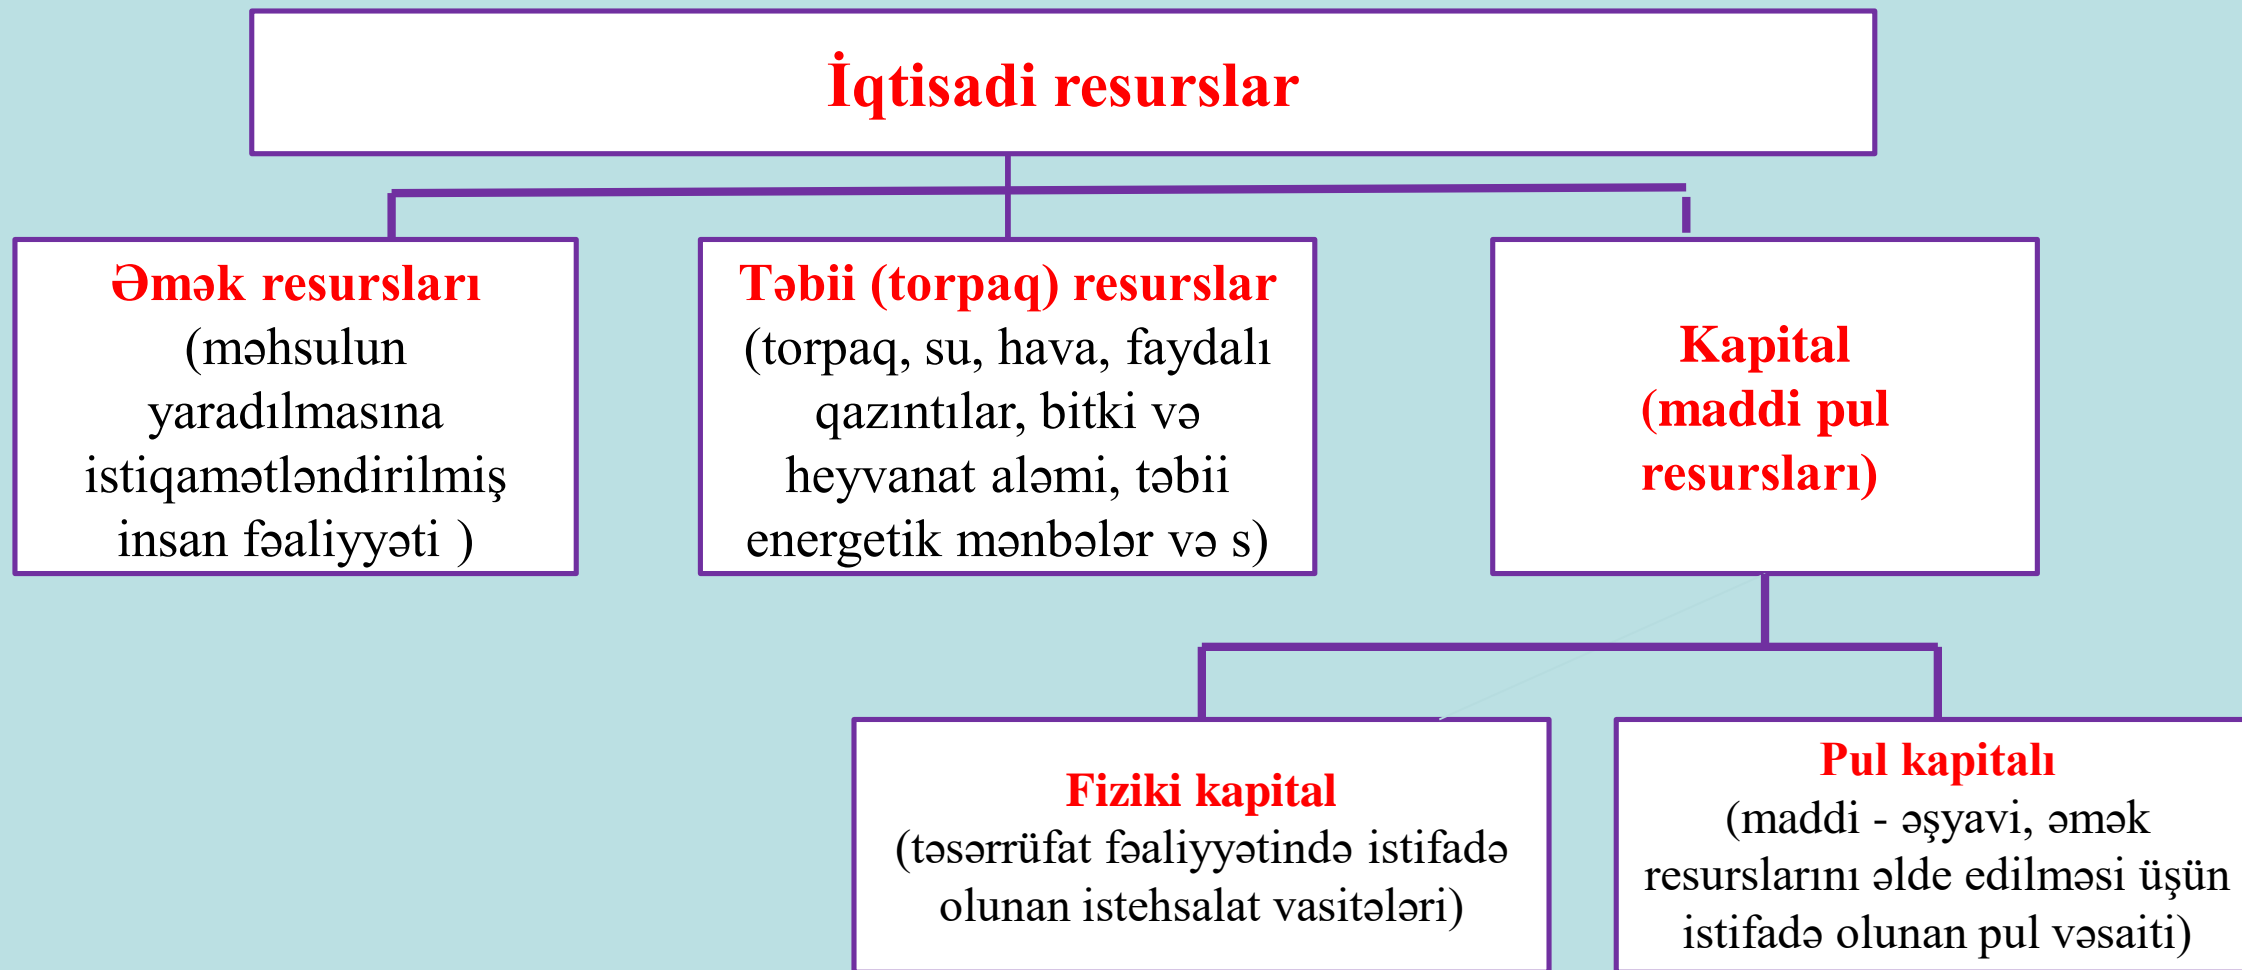 İqtisadi resurslar
Əmək resursları
(məhsulun
yaradılmasına
istiqamətləndirilmiş
insan fəaliyyəti )
Təbii (torpaq) resurslar
(torpaq, su, hava, faydalı
qazıntılar, bitki və
heyvanat aləmi, təbii
energetik mənbələr və s)
Kapital
(maddi pul
resursları)
Fiziki kapital
(təsərrüfat fəaliyyətində istifadə
olunan istehsalat vasitələri)
Pul kapitalı
(maddi - əşyavi, əmək
resurslarını əlde edilməsi üşün
istifadə olunan pul vəsaiti)